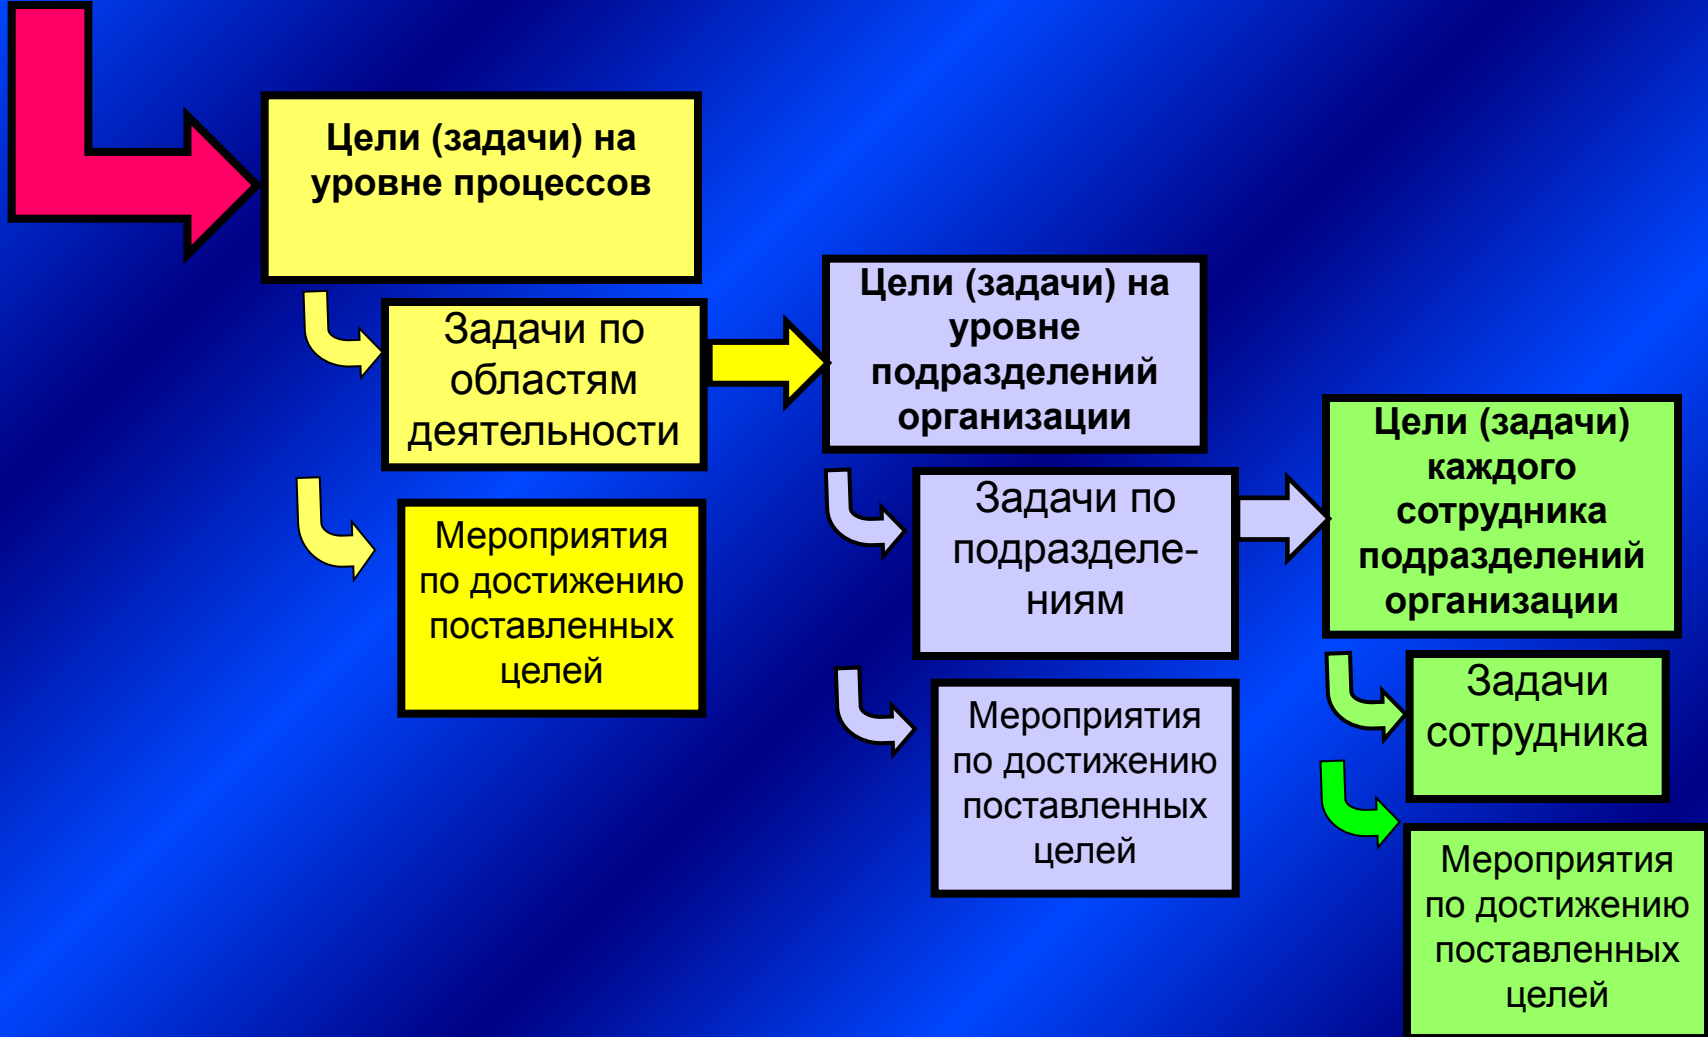 Цели (задачи) на
уровне процессов
Задачи по
областям
деятельности
Мероприятия
по достижению
поставленных
целей
Цели (задачи) на
уровне
подразделений
организации
Задачи по
подразделе-
ниям
Мероприятия
по достижению
поставленных
целей
Цели (задачи)
каждого
сотрудника
подразделений
организации
Задачи
сотрудника
Мероприятия
по достижению
поставленных
целей